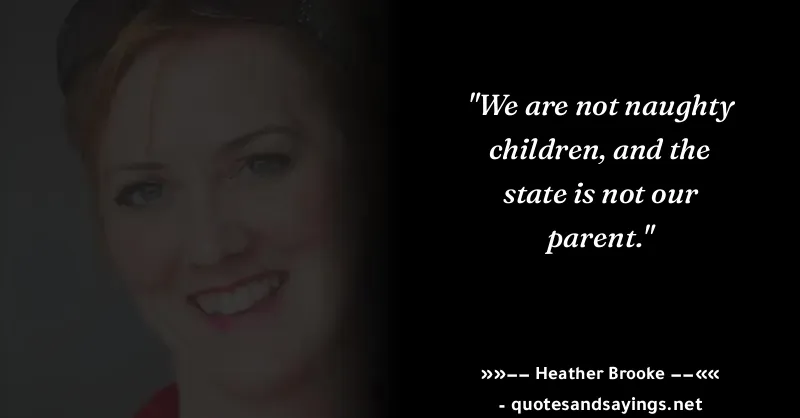 "We are not naughty
children, and the
state is not our
parent."
»»−− Heather Brooke −−««
- quotesandsayings.net